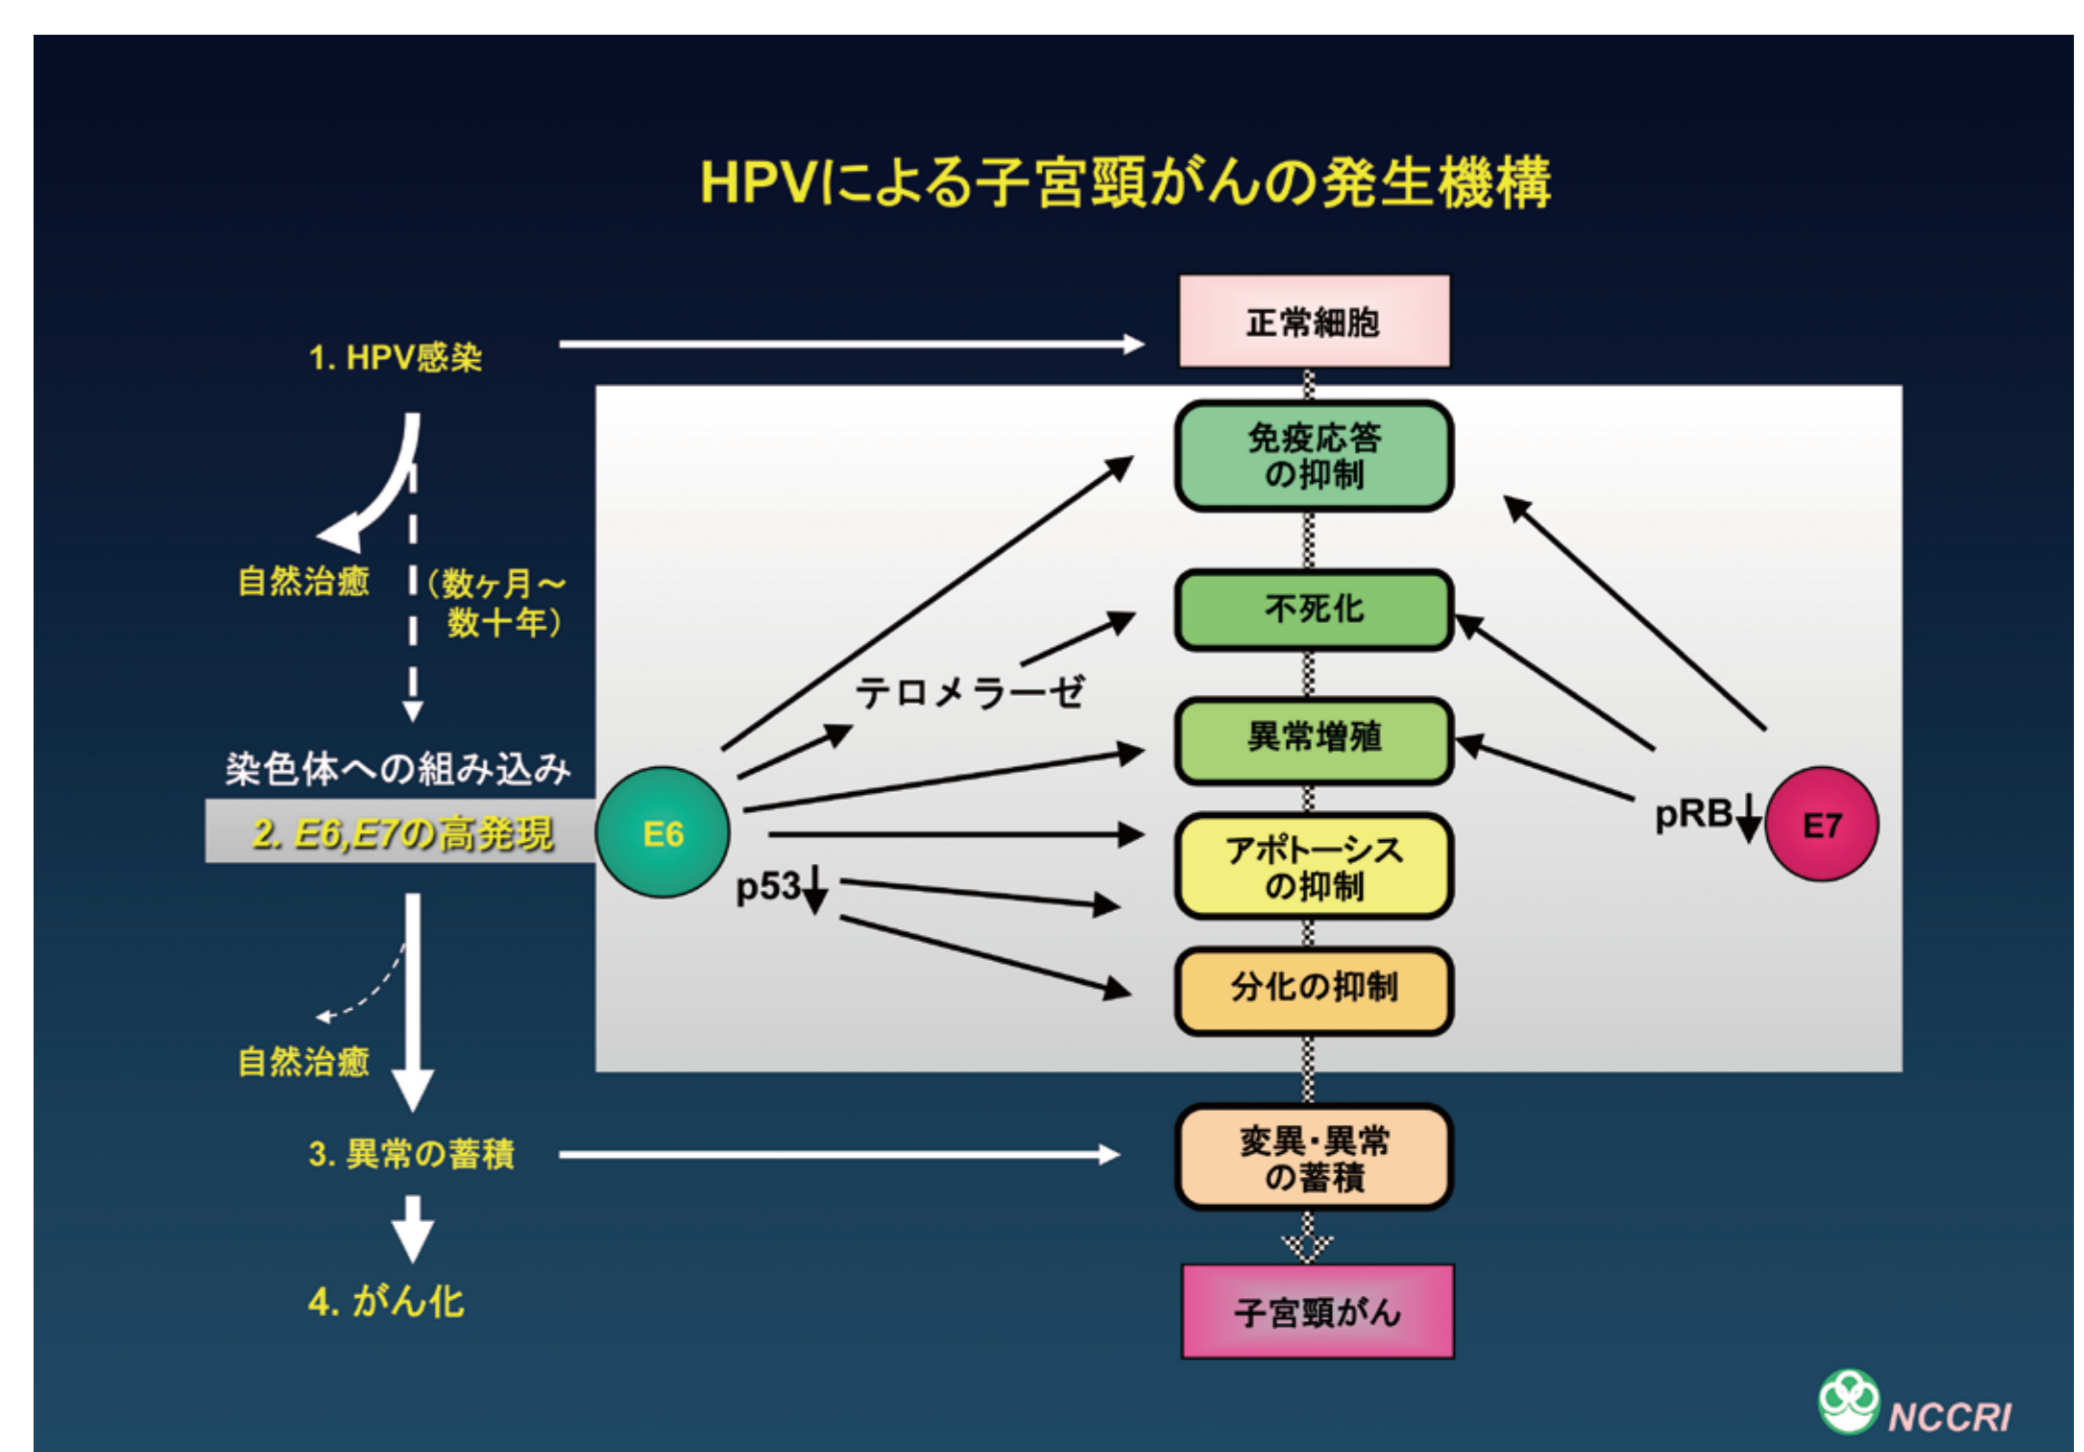 HPVによる子宮頸がんの発生機構
1. HPV感染
自然治癒
（数ヶ月～
数十年）
染色体への組み込み
2. E6,E7の高発現
自然治癒
3. 異常の蓄積
4. がん化
正常細胞
免疫応答
の抑制
不死化
テロメラーゼ
異常増殖
E6
アポトーシス
の抑制
p53↓
分化の抑制
pRB↓
E7
変異・異常
の蓄積
子宮頸がん
NCCRI